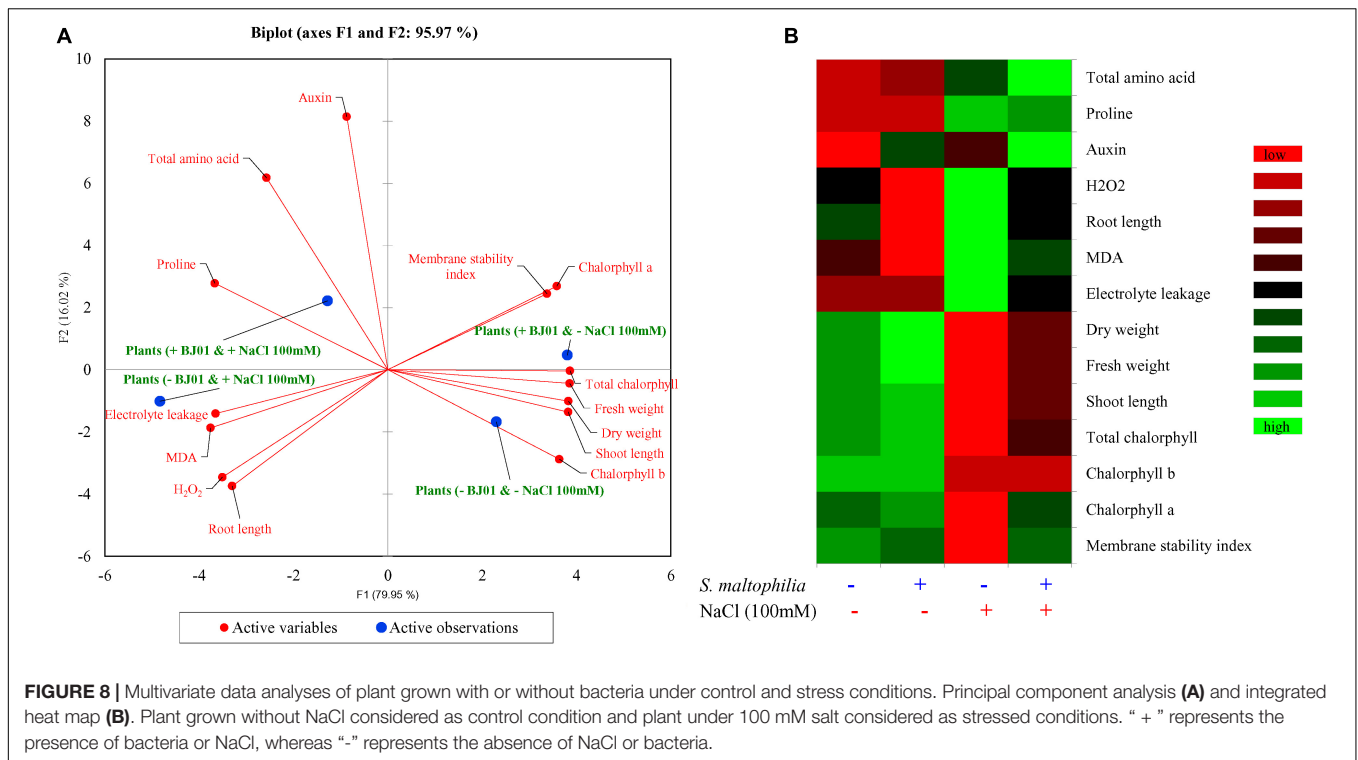 A
Biplot (axes F1 and F2: 95.97 %)
10
8
6
4
2
0
-2
-4
-6
-6
-4
-2
0
2
4
6
F2 (16.02 %)
F1 (79.95 %)
Auxin
Total amino acid
Proline
Membrane stability
index
Chalorphyll a
Plants (+ BJ01 & - NaCl 100mM)
Plants (+ BJ01 & + NaCl 100mM)
Plants (- BJ01 & + NaCl 100mM)
Total chalorphyll
Fresh weight
Dry weight
Shoot length
Chalorphyll b
Electrolyte leakage
MDA
H2O2
Root length
Plants (- BJ01 & - NaCl 100mM)
Active variables
Active observations
B
Total amino acid
Proline
Auxin
H2O2
Root length
MDA
Electrolyte leakage
Dry weight
Fresh weight
Shoot length
Total chalorphyll
Chalorphyll b
Chalorphyll a
Membrane stability index
low
high
S. maltophilia - + - +
NaCl (100mM) - - + +
FIGURE 8 | Multivariate data analyses of plant grown with or without bacteria under control and stress conditions. Principal component analysis (A) and integrated
heat map (B). Plant grown without NaCl considered as control condition and plant under 100 mM salt considered as stressed conditions. “ + ” represents the
presence of bacteria or NaCl, whereas “-” represents the absence of NaCl or bacteria.